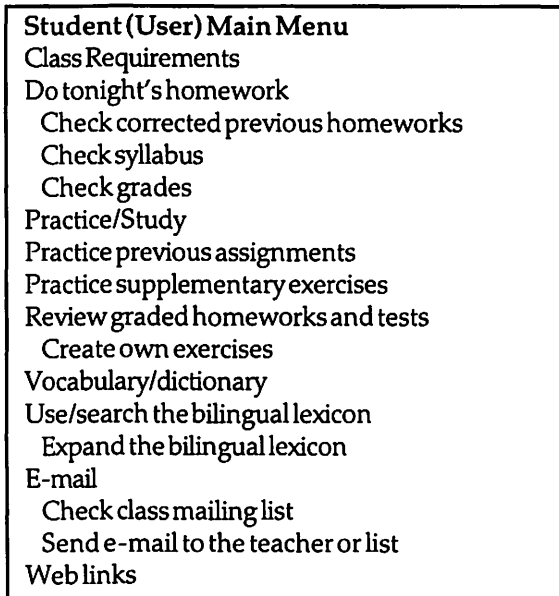 Student (User) Main Menu
Class Requirements
Do tonight's homework
Check corrected previous homeworks
Check syllabus
Check grades
Practice/Study
Practice previous assignments
Practice supplementary exercises
Review graded homeworks and tests
Create own exercises
Vocabulary/dictionary
Use/search the bilingual lexicon
Expand the bilingual lexicon
E-mail
Check class mailing list
Send e-mail to the teacher or list
Web links